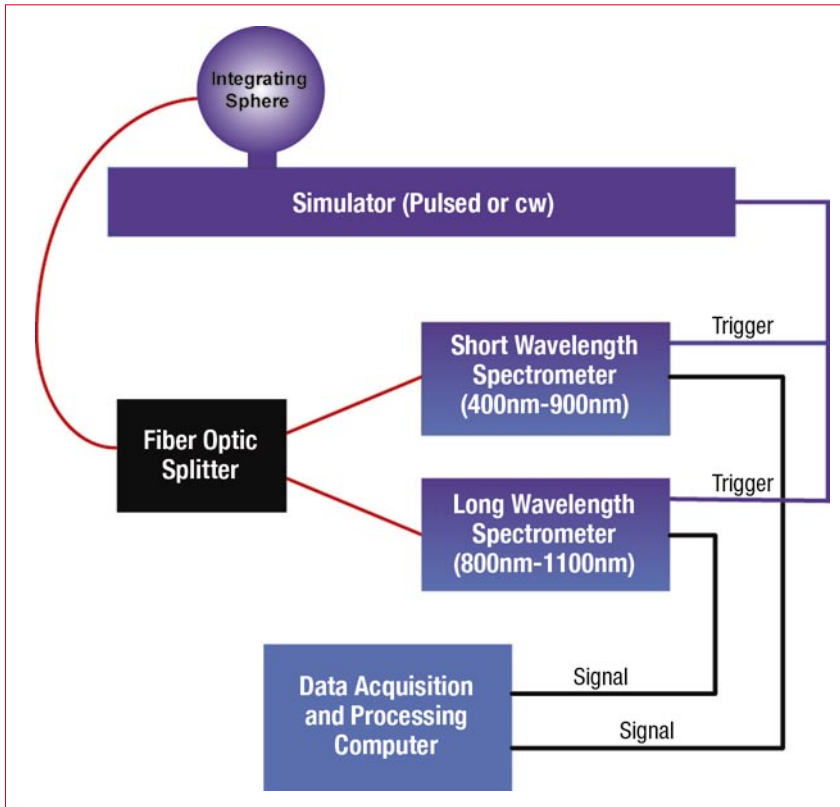 Integrating
Sphere
Simulator (Pulsed or cw)
Short Wavelength
Spectrometer
(400nm-900nm)
Trigger
Fiber Optic
Splitter
Long Wavelength
Spectrometer
(800nm-1100nm)
Trigger
Data Acquisition
and Processing
Computer
Signal
Signal